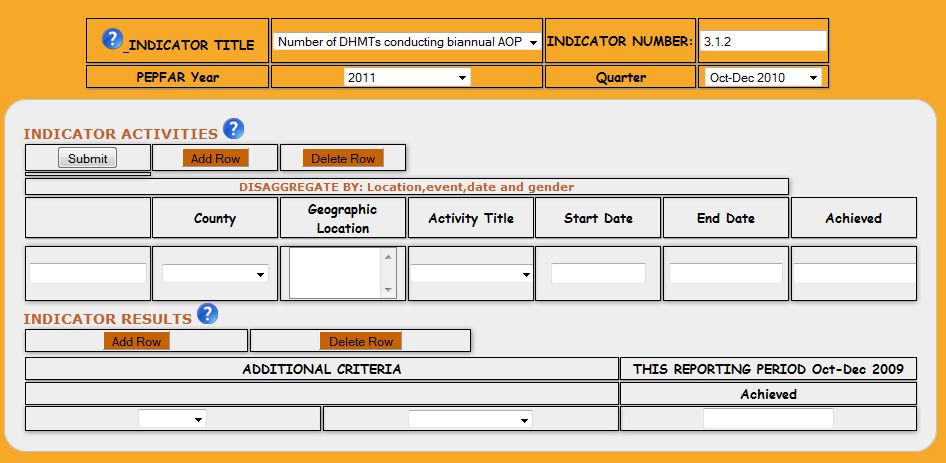 ? INDICATOR TITLE Number of DHMTs conducting biannual AOP INDICATOR NUMBER: 3.1.2
PEPFAR Year 2011 Quarter Oct-Dec 2010
INDICATOR ACTIVITIES ?
Submit Add Row Delete Row
DISAGGREGATE BY: Location,event,date and gender
County Geographic Location Activity Title Start Date End Date Achieved
INDICATOR RESULTS ?
Add Row Delete Row
ADDITIONAL CRITERIA THIS REPORTING PERIOD Oct-Dec 2009
Achieved